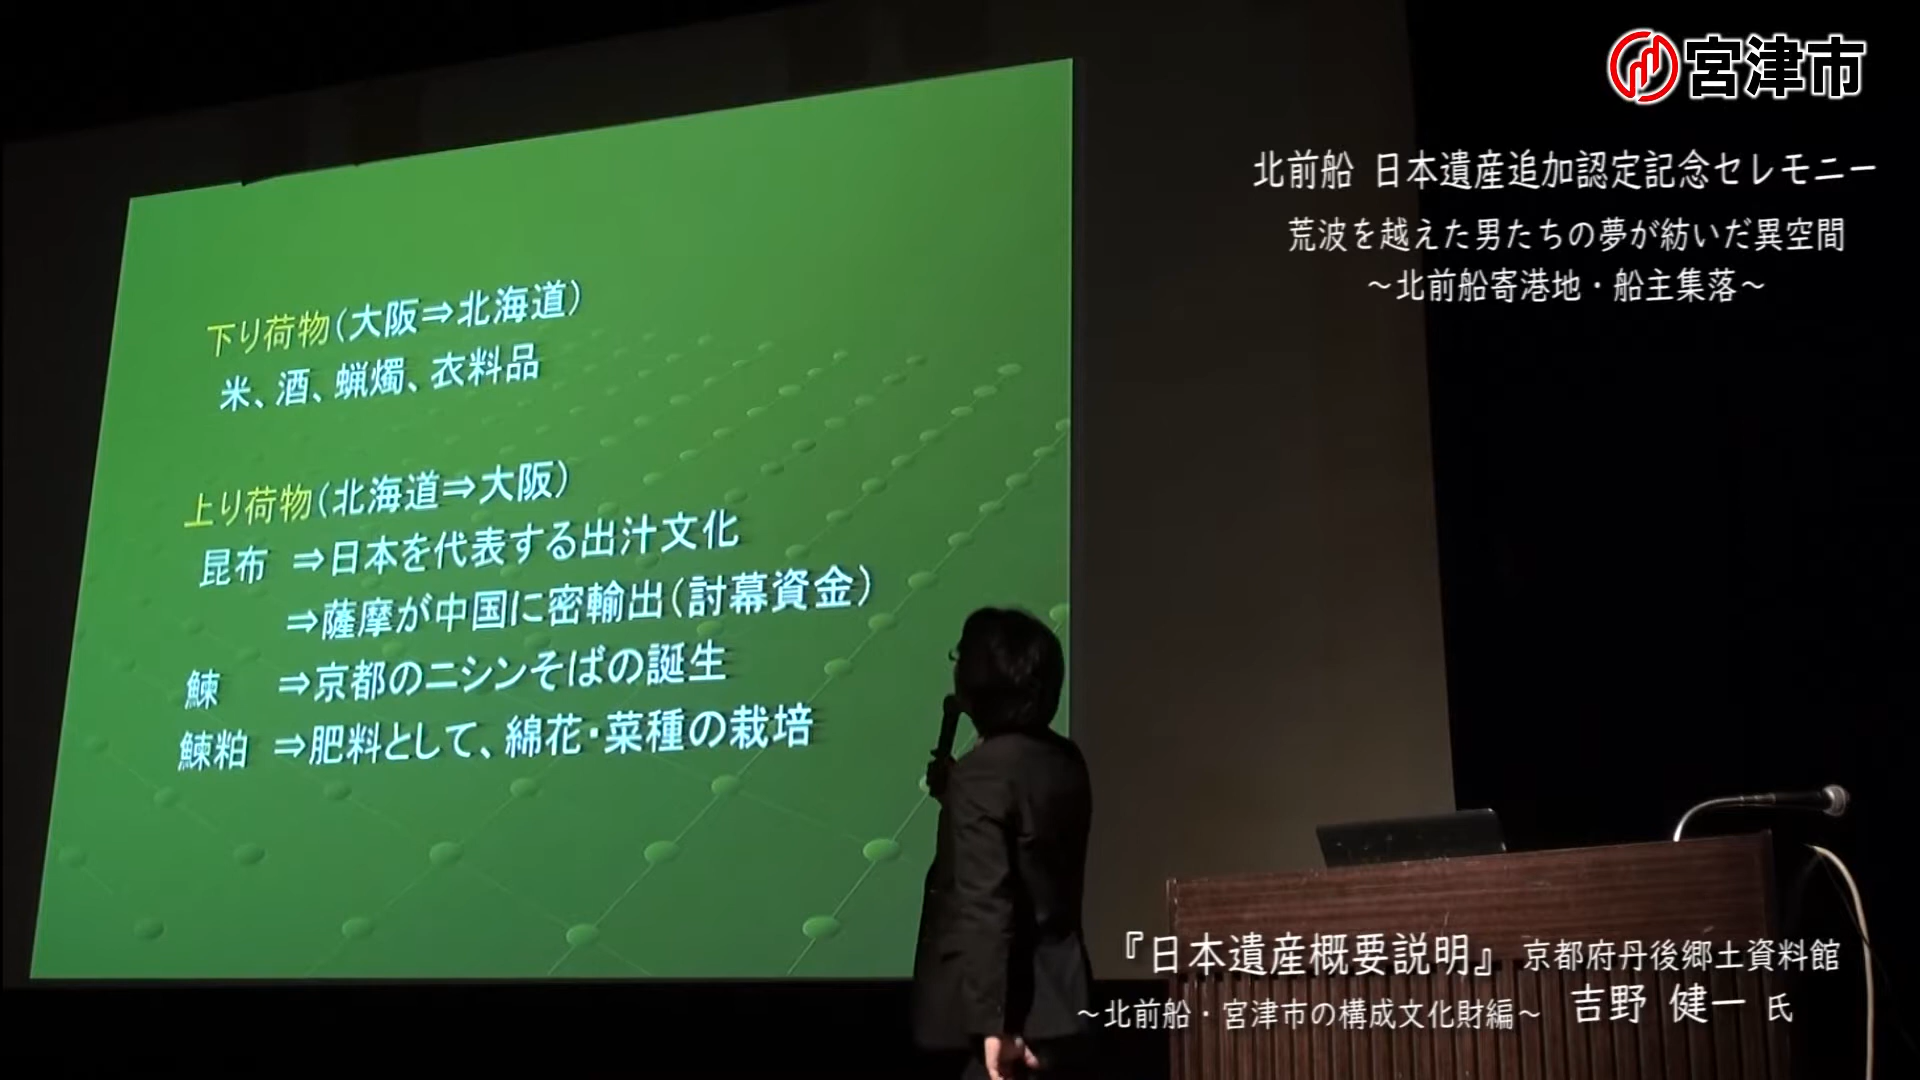 宮津市
北前船 日本遺産追加認定記念セレモニー
荒波を越えた男たちの夢が紡いだ異空間
～北前船寄港地・船主集落～
下り荷物(大阪⇒北海道)
米、酒、蝋燭、衣料品
上り荷物(北海道⇒大阪)
昆布 ⇒日本を代表する出汁文化
⇒薩摩が中国に密輸出(討幕資金)
鰊 ⇒京都のニシンそばの誕生
鰊粕 ⇒肥料として、綿花・菜種の栽培
『日本遺産概要説明』 京都府丹後郷土資料館
～北前船・宮津市の構成文化財編～ 吉野 健一 氏